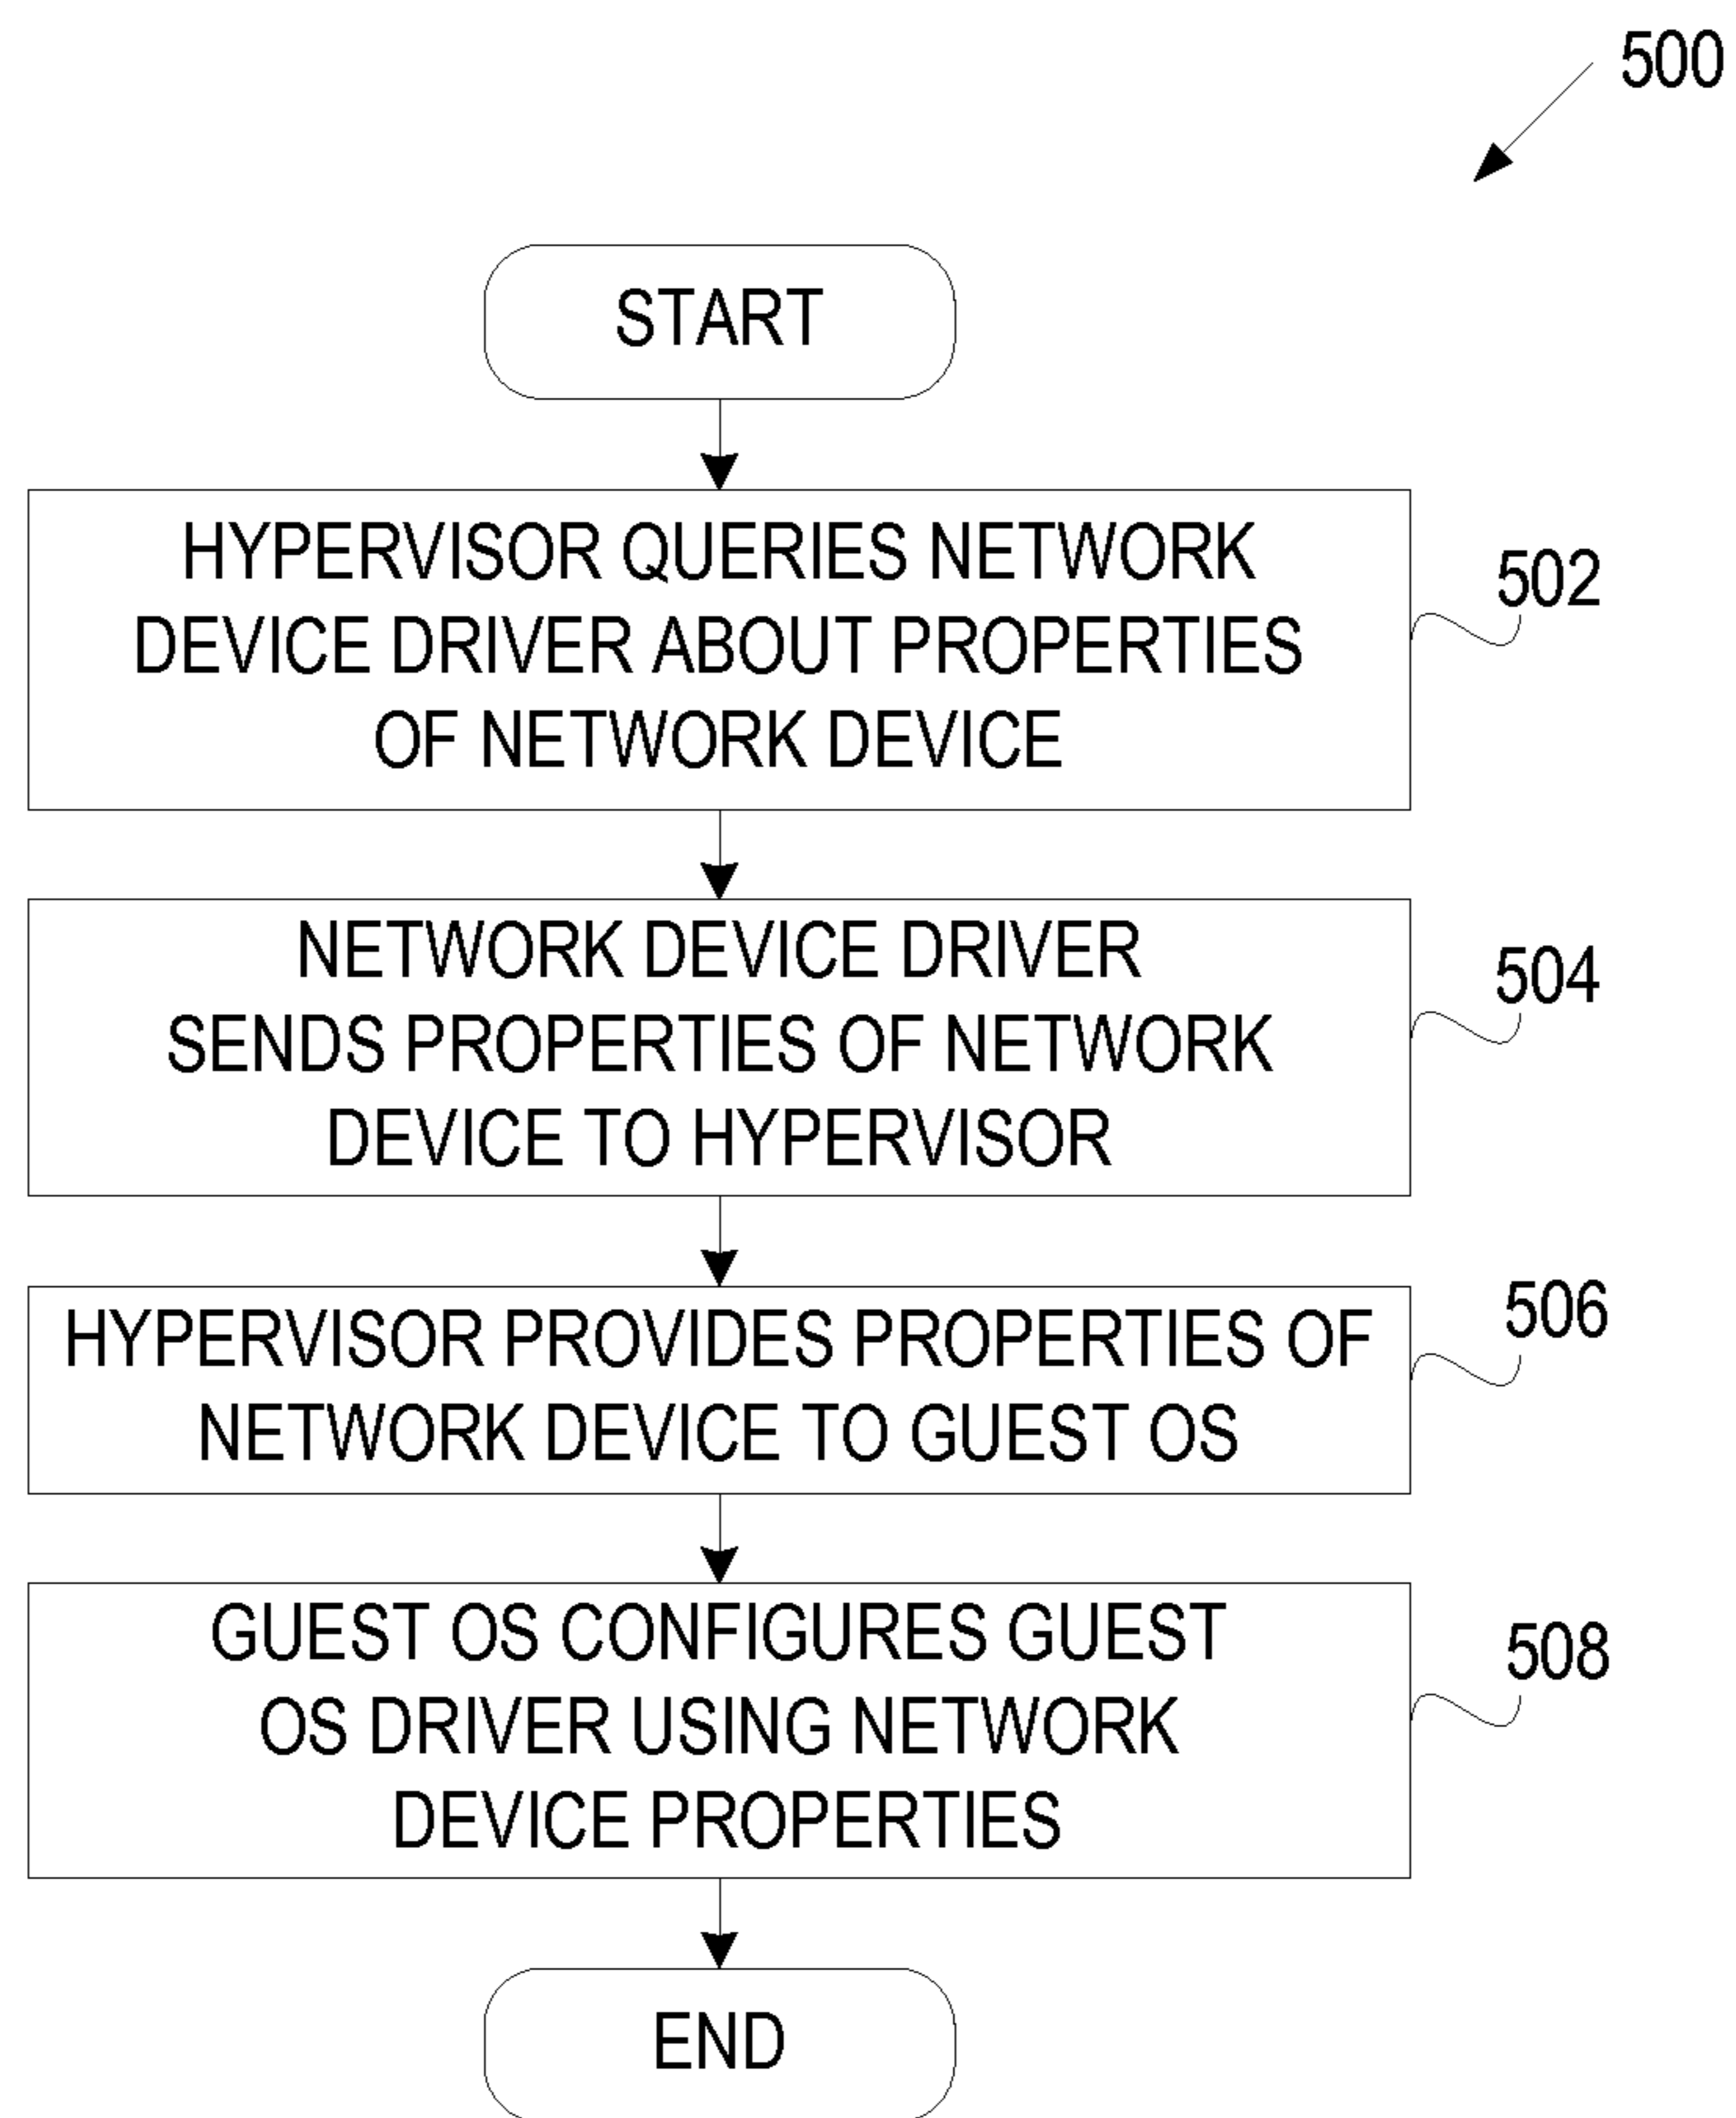 500
START
HYPERVISOR QUERIES NETWORK
DEVICE DRIVER ABOUT PROPERTIES
OF NETWORK DEVICE
502
NETWORK DEVICE DRIVER
SENDS PROPERTIES OF NETWORK
DEVICE TO HYPERVISOR
504
HYPERVISOR PROVIDES PROPERTIES OF
NETWORK DEVICE TO GUEST OS
506
GUEST OS CONFIGURES GUEST
OS DRIVER USING NETWORK
DEVICE PROPERTIES
508
END